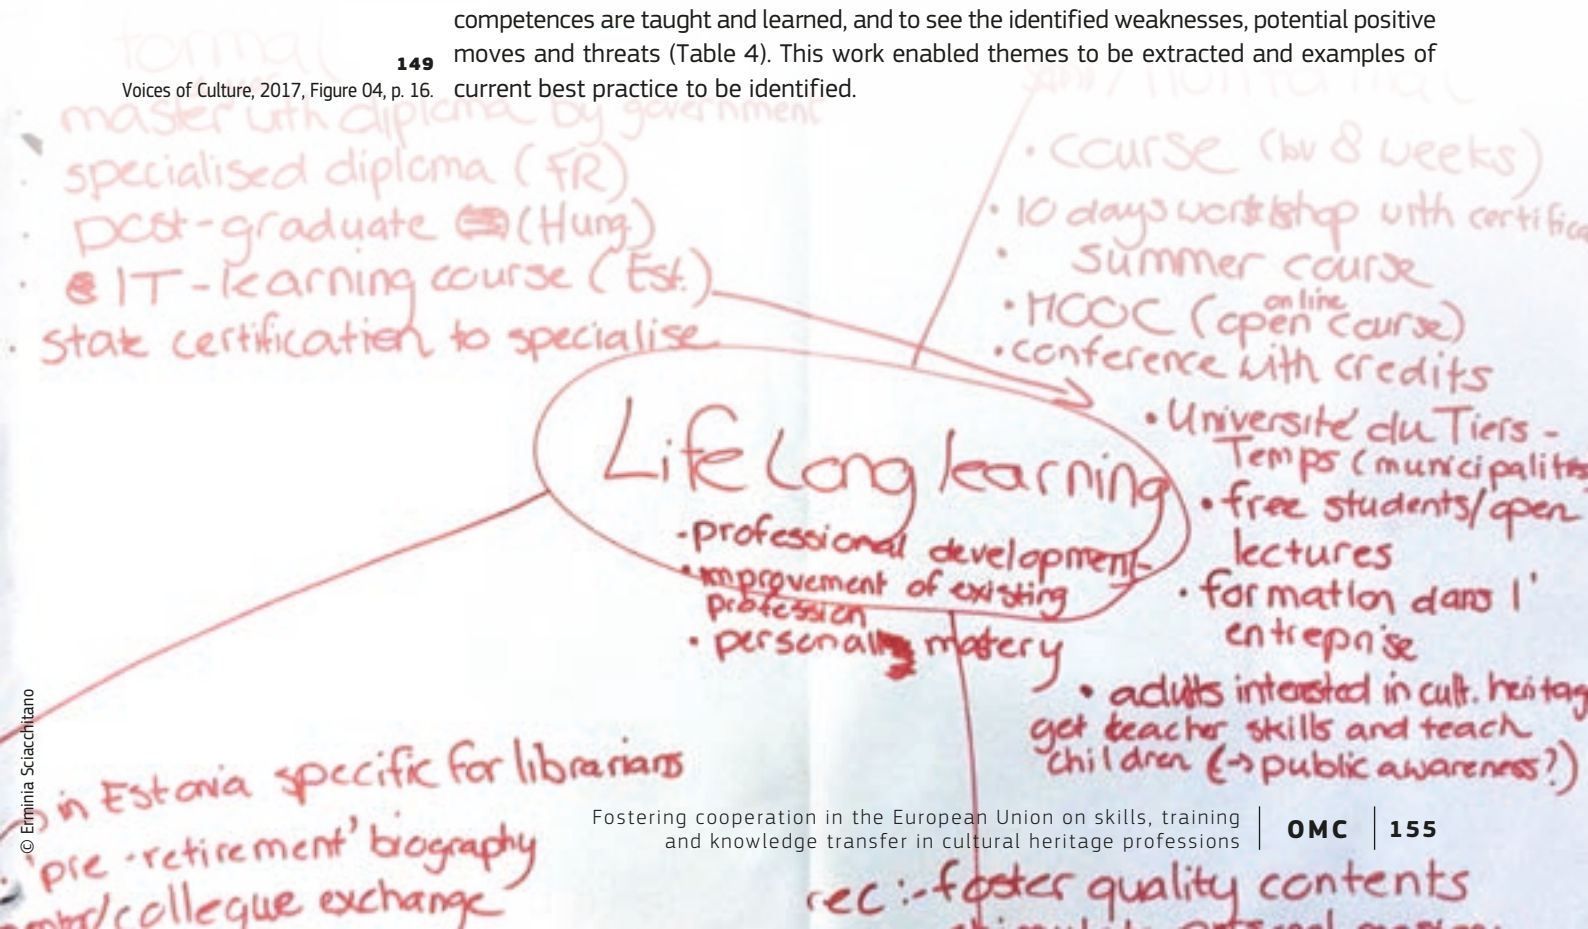 competences are taught and learned, and to see the identified weaknesses, potential positive
moves and threats (Table 4). This work enabled themes to be extracted and examples of
current best practice to be identified.
149
Voices of Culture, 2017, Figure 04, p. 16.
formal
master with diploma by government
specialised diploma (FR)
post-graduate (Hung.)
IT-learning course (Est.)
state certification to specialise
semi/nonformal
• course (bv 8 weeks)
• 10 days workshop with certifica
• summer course
• MOOC (open online course)
• conference with credits
• Université du Tiers -
Temps (municipalités
• free students/open
lectures
• formation dans l'
entreprise
• adults interested in cult. heritag
get teacher skills and teach
children (→ public awareness?)
Life Long learning
- professional development
• improvement of existing
profession
• personal mastery
in Estonia specific for librarians
'pre-retirement' biography
/collegue exchange
rec:- foster quality contents
© Erminia Sciacchitano
Fostering cooperation in the European Union on skills, training
and knowledge transfer in cultural heritage professions
OMC
155